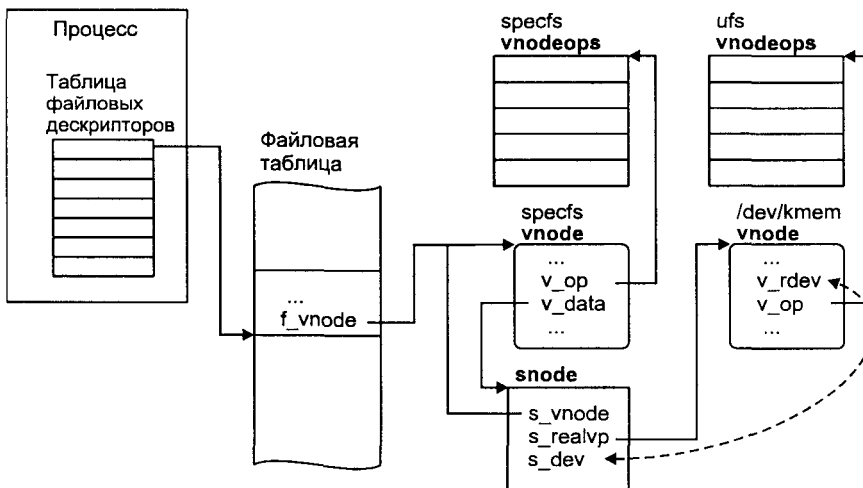 Процесс
Таблица
файловых
дескрипторов
Файловая
таблица
...
f_vnode
specfs
vnodeops
ufs
vnodeops
specfs
vnode
...
v_op
v_data
...
/dev/kmem
vnode
...
v_rdev
v_op
...
snode
s_vnode
s_realvp
s_dev